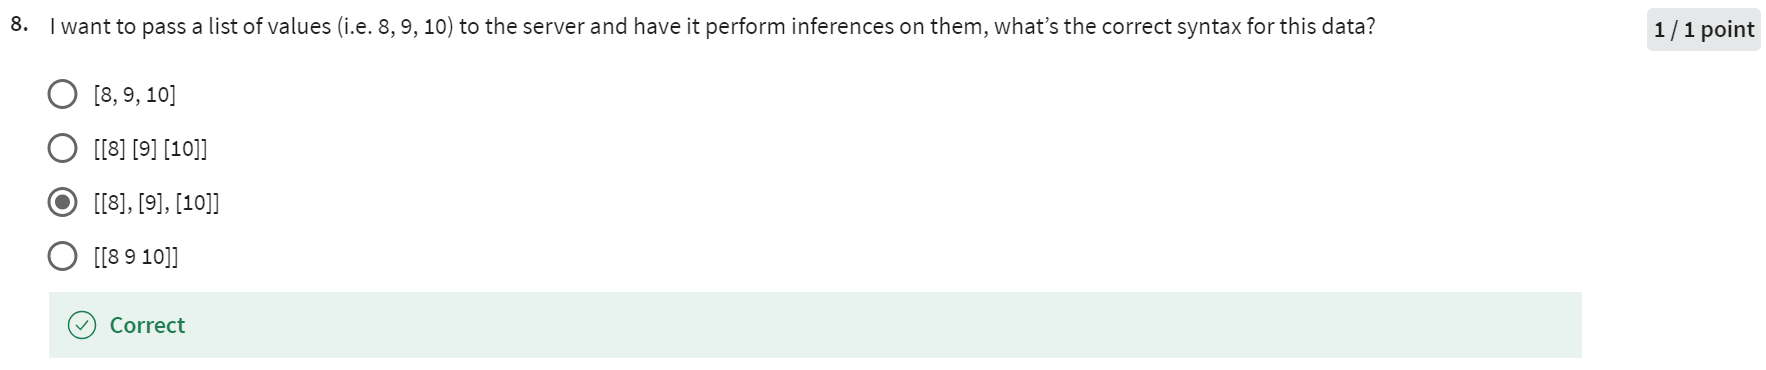 8. I want to pass a list of values (i.e. 8, 9, 10) to the server and have it perform inferences on them, what’s the correct syntax for this data?
1 / 1 point
[8, 9, 10]
[[8] [9] [10]]
[[8], [9], [10]]
[[8 9 10]]
Correct